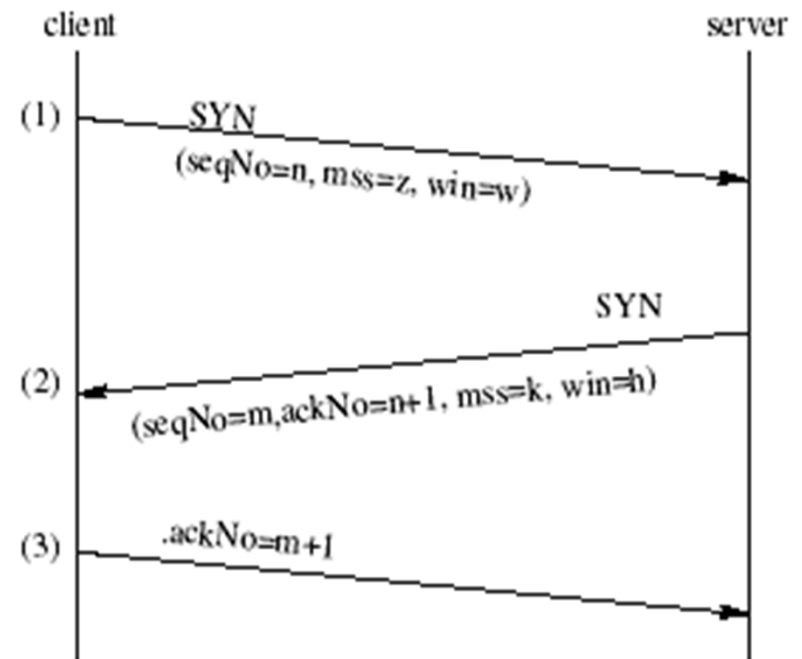 client server
(1) SYN
(seqNo=n, mss=z, win=w)
SYN
(2)
(seqNo=m,ackNo=n+1, mss=k, win=h)
(3) .ackNo=m+1